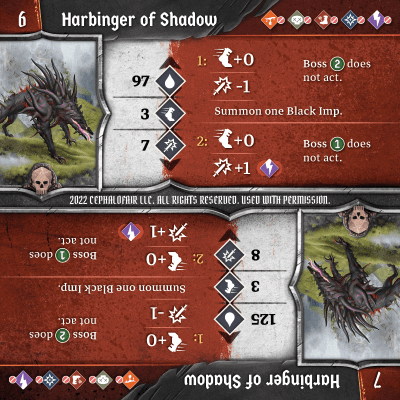 6
Harbinger of Shadow
97
3
7
1: +0
-1
Boss 2 does
not act.
Summon one Black Imp.
2: +0
+1
Boss 1 does
not act.
2022 CEPHALOFAIR LLC. ALL RIGHTS RESERVED. USED WITH PERMISSION.
7
Harbinger of Shadow
125
3
8
1: +0
-1
Boss 2 does
not act.
Summon one Black Imp.
2: +0
+1
Boss 1 does
not act.